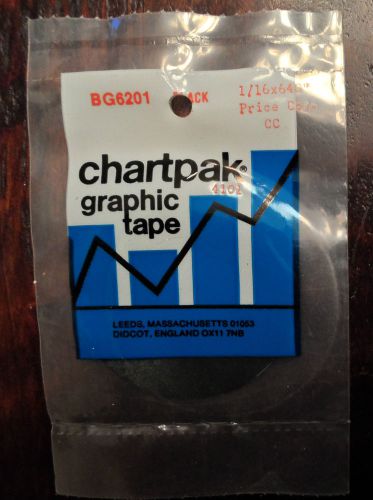 BG6201 BLACK
1/16x648"
Price Code
CC
chartpak®
4101
graphic
tape
LEEDS, MASSACHUSETTS 01053
DIDCOT, ENGLAND OX11 7NB